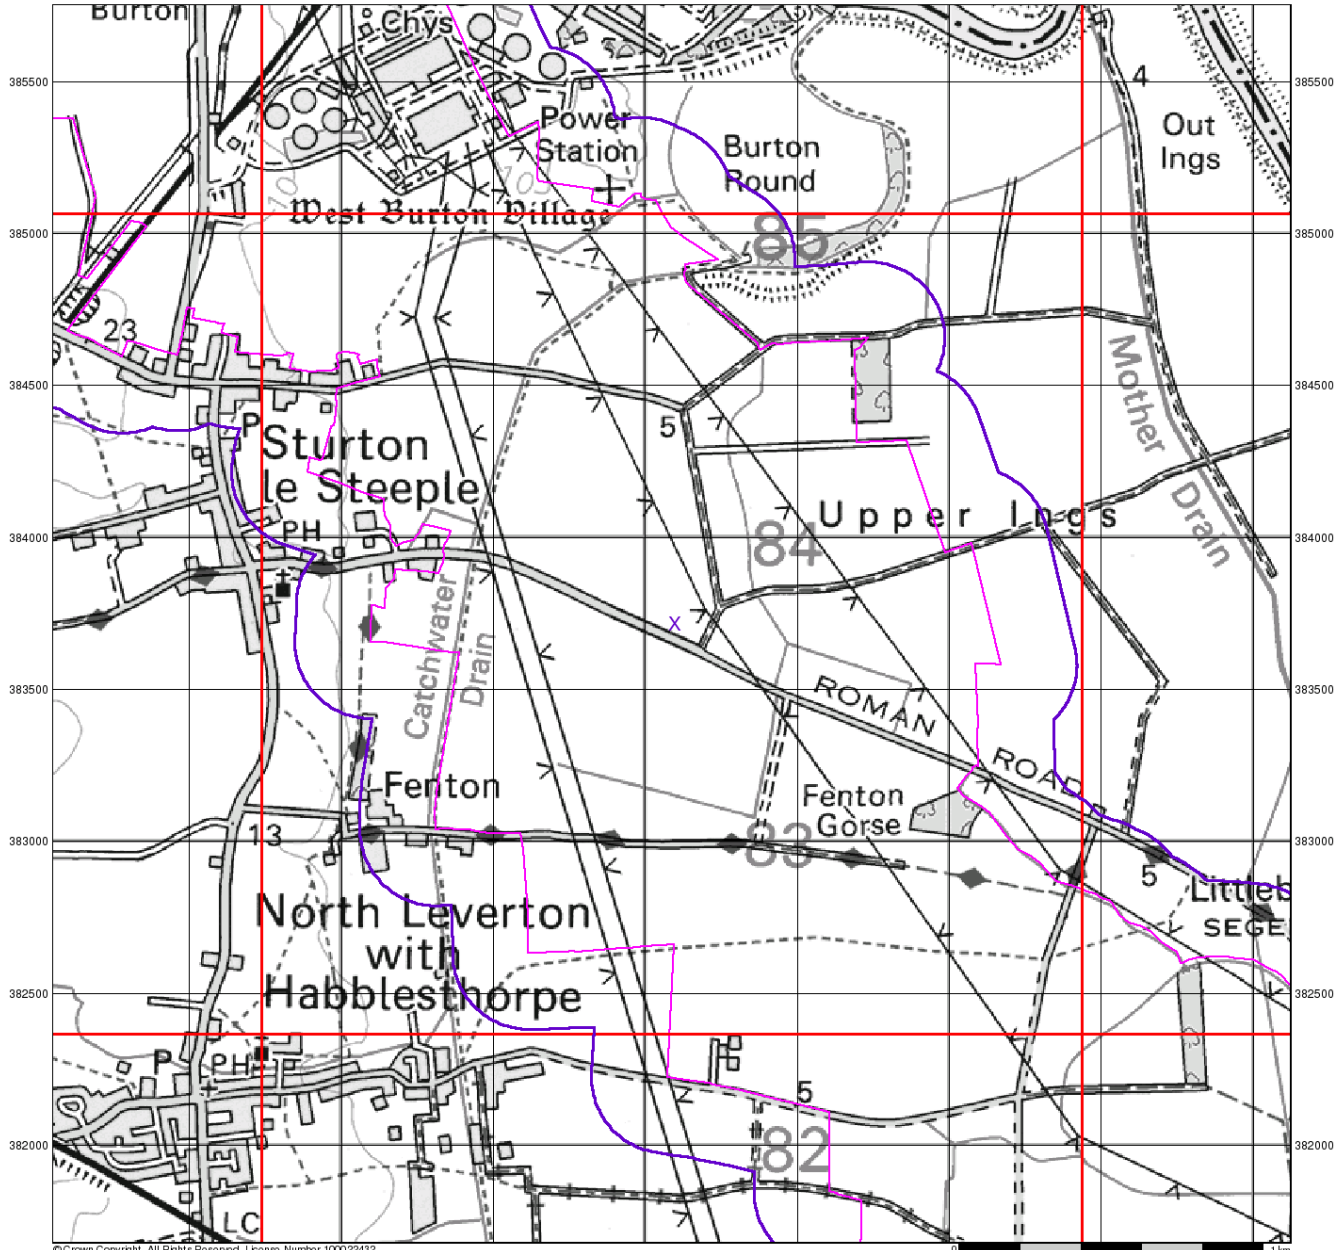 Burton
Chys
385500
4
385500
Power
Station
Burton
Round
Out
Ings
103
West Burton Village
385000
85
385000
23
Mother
Drain
384500
384500
P
Sturton
le Steeple
5
Upper Ings
PH
384000
84
384000
Catchwater
Drain
383500
383500
ROMAN
ROAD
Fenton
Fenton
Gorse
13
383000
83
383000
5
Littleb
SEGE
North Leverton
with
Habblesthorpe
382500
382500
P
PH
5
382000
82
382000
LC
© Crown Copyright. All Rights Reserved. License Number 100022432
0
1 km